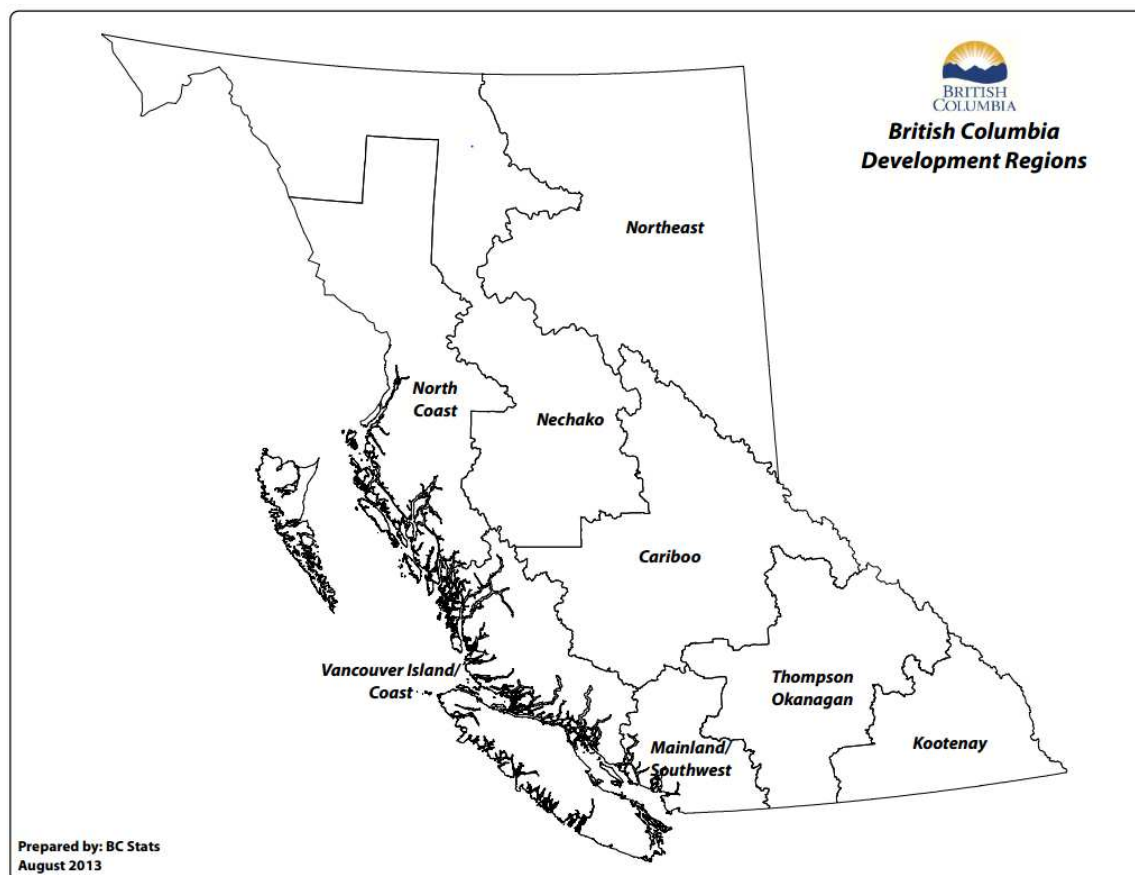 BRITISH
COLUMBIA
British Columbia
Development Regions
Northeast
North
Coast
Nechako
Cariboo
Vancouver Island/
Coast
Thompson
Okanagan
Mainland/
Southwest
Kootenay
Prepared by: BC Stats
August 2013